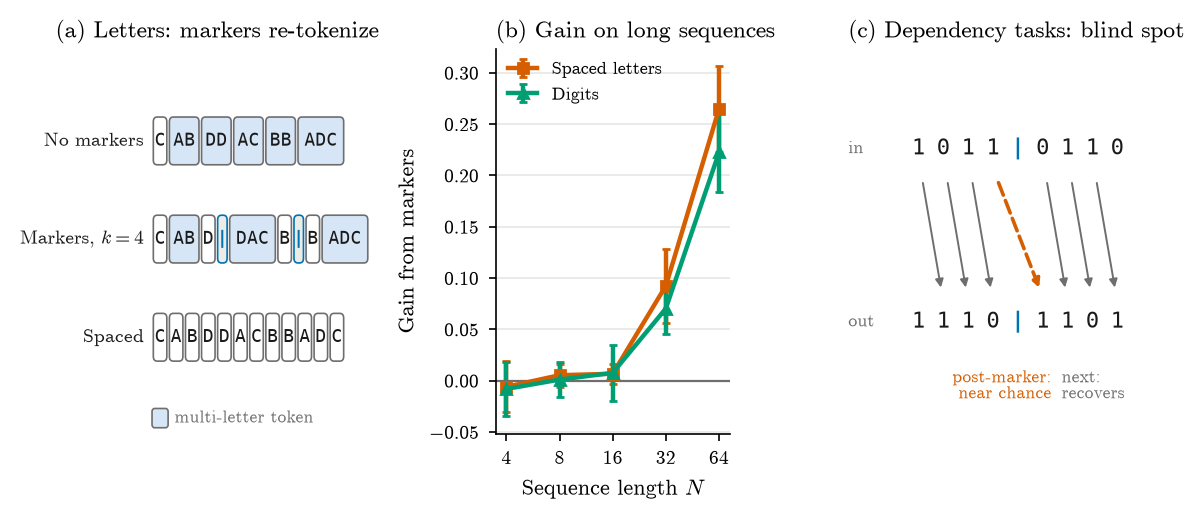 (a) Letters: markers re-tokenize
No markers C AB DD AC BB ADC
Markers, k = 4 C AB D | DAC B | B ADC
Spaced C A B D D A C B B A D C
multi-letter token
(b) Gain on long sequences
Spaced letters
Digits
Gain from markers
0.30
0.25
0.20
0.15
0.10
0.05
0.00
−0.05
4 8 16 32 64
Sequence length N
(c) Dependency tasks: blind spot
in 1 0 1 1 | 0 1 1 0
out 1 1 1 0 | 1 1 0 1
post-marker: next:
near chance recovers